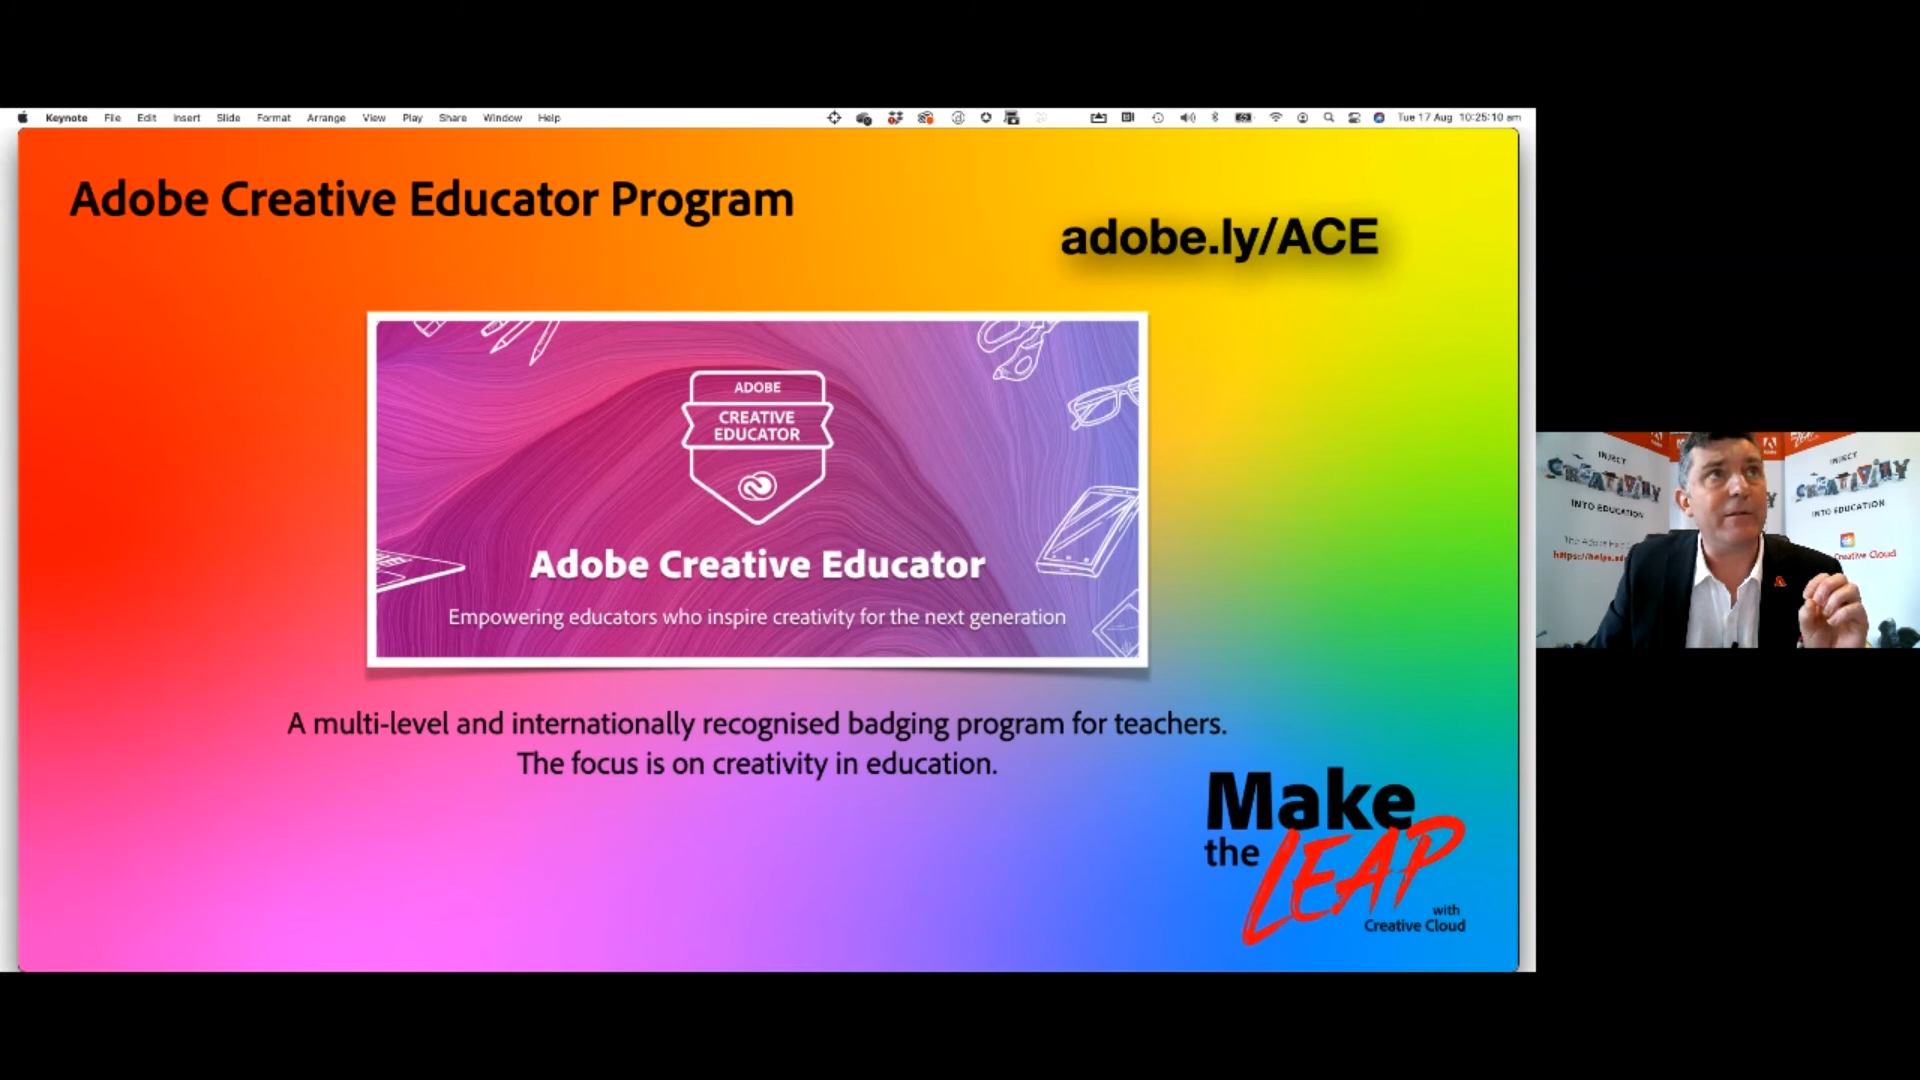 Keynote File Edit Insert Slide Format Arrange View Play Share Window Help
Tue 17 Aug 10:25:10 am
Adobe Creative Educator Program
adobe.ly/ACE
ADOBE
CREATIVE
EDUCATOR
Adobe Creative Educator
Empowering educators who inspire creativity for the next generation
A multi-level and internationally recognised badging program for teachers.
The focus is on creativity in education.
Make
the LEAP
with
Creative Cloud
INJECT
CREATIVITY
INTO EDUCATION
INJECT
CREATIVITY
INTO EDUCATION
Creative Cloud